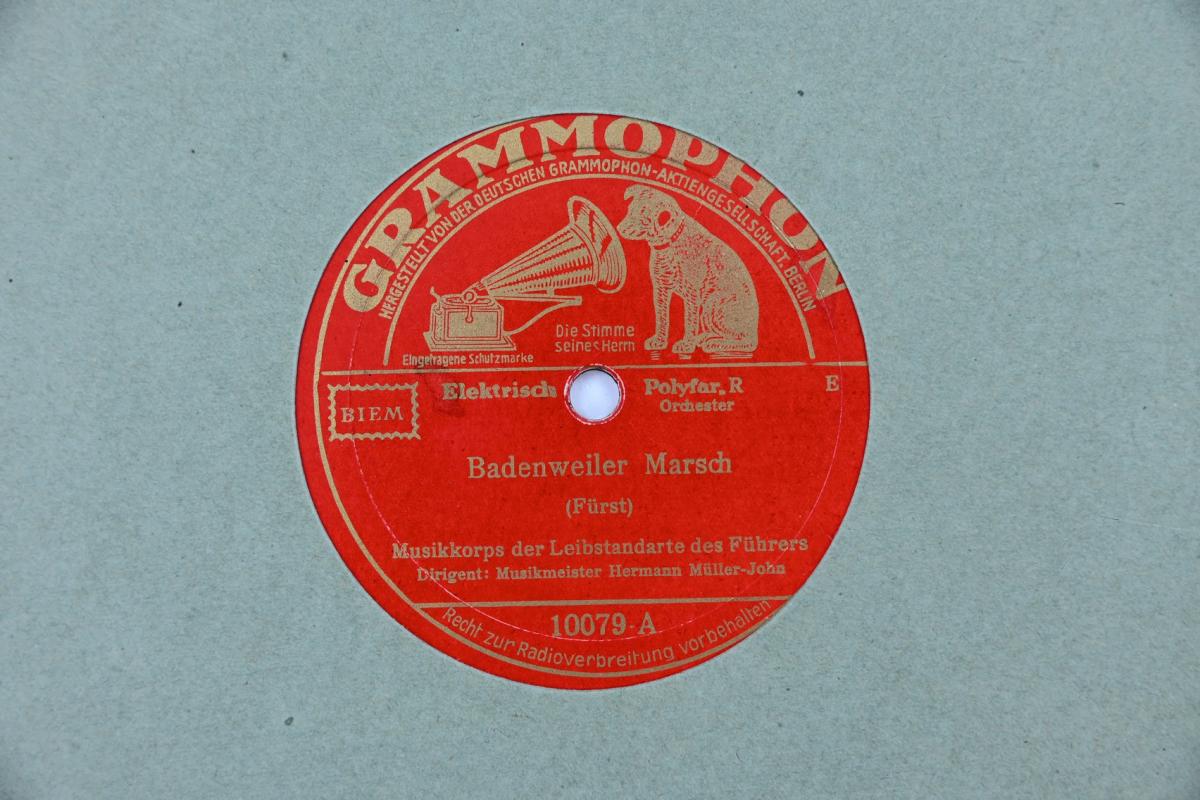 GRAMMOPHON
HERGESTELLT VON DER DEUTSCHEN GRAMMOPHON-AKTIENGESELLSCHAFT. BERLIN
Die Stimme
seines Herrn
Eingetragene Schutzmarke
BIEM
Elektrisch
Polyfar. R
Orchester
E
Badenweiler Marsch
(Fürst)
Musikkorps der Leibstandarte des Führers
Dirigent: Musikmeister Hermann Müller-John
10079-A
Recht zur Radioverbreitung vorbehalten